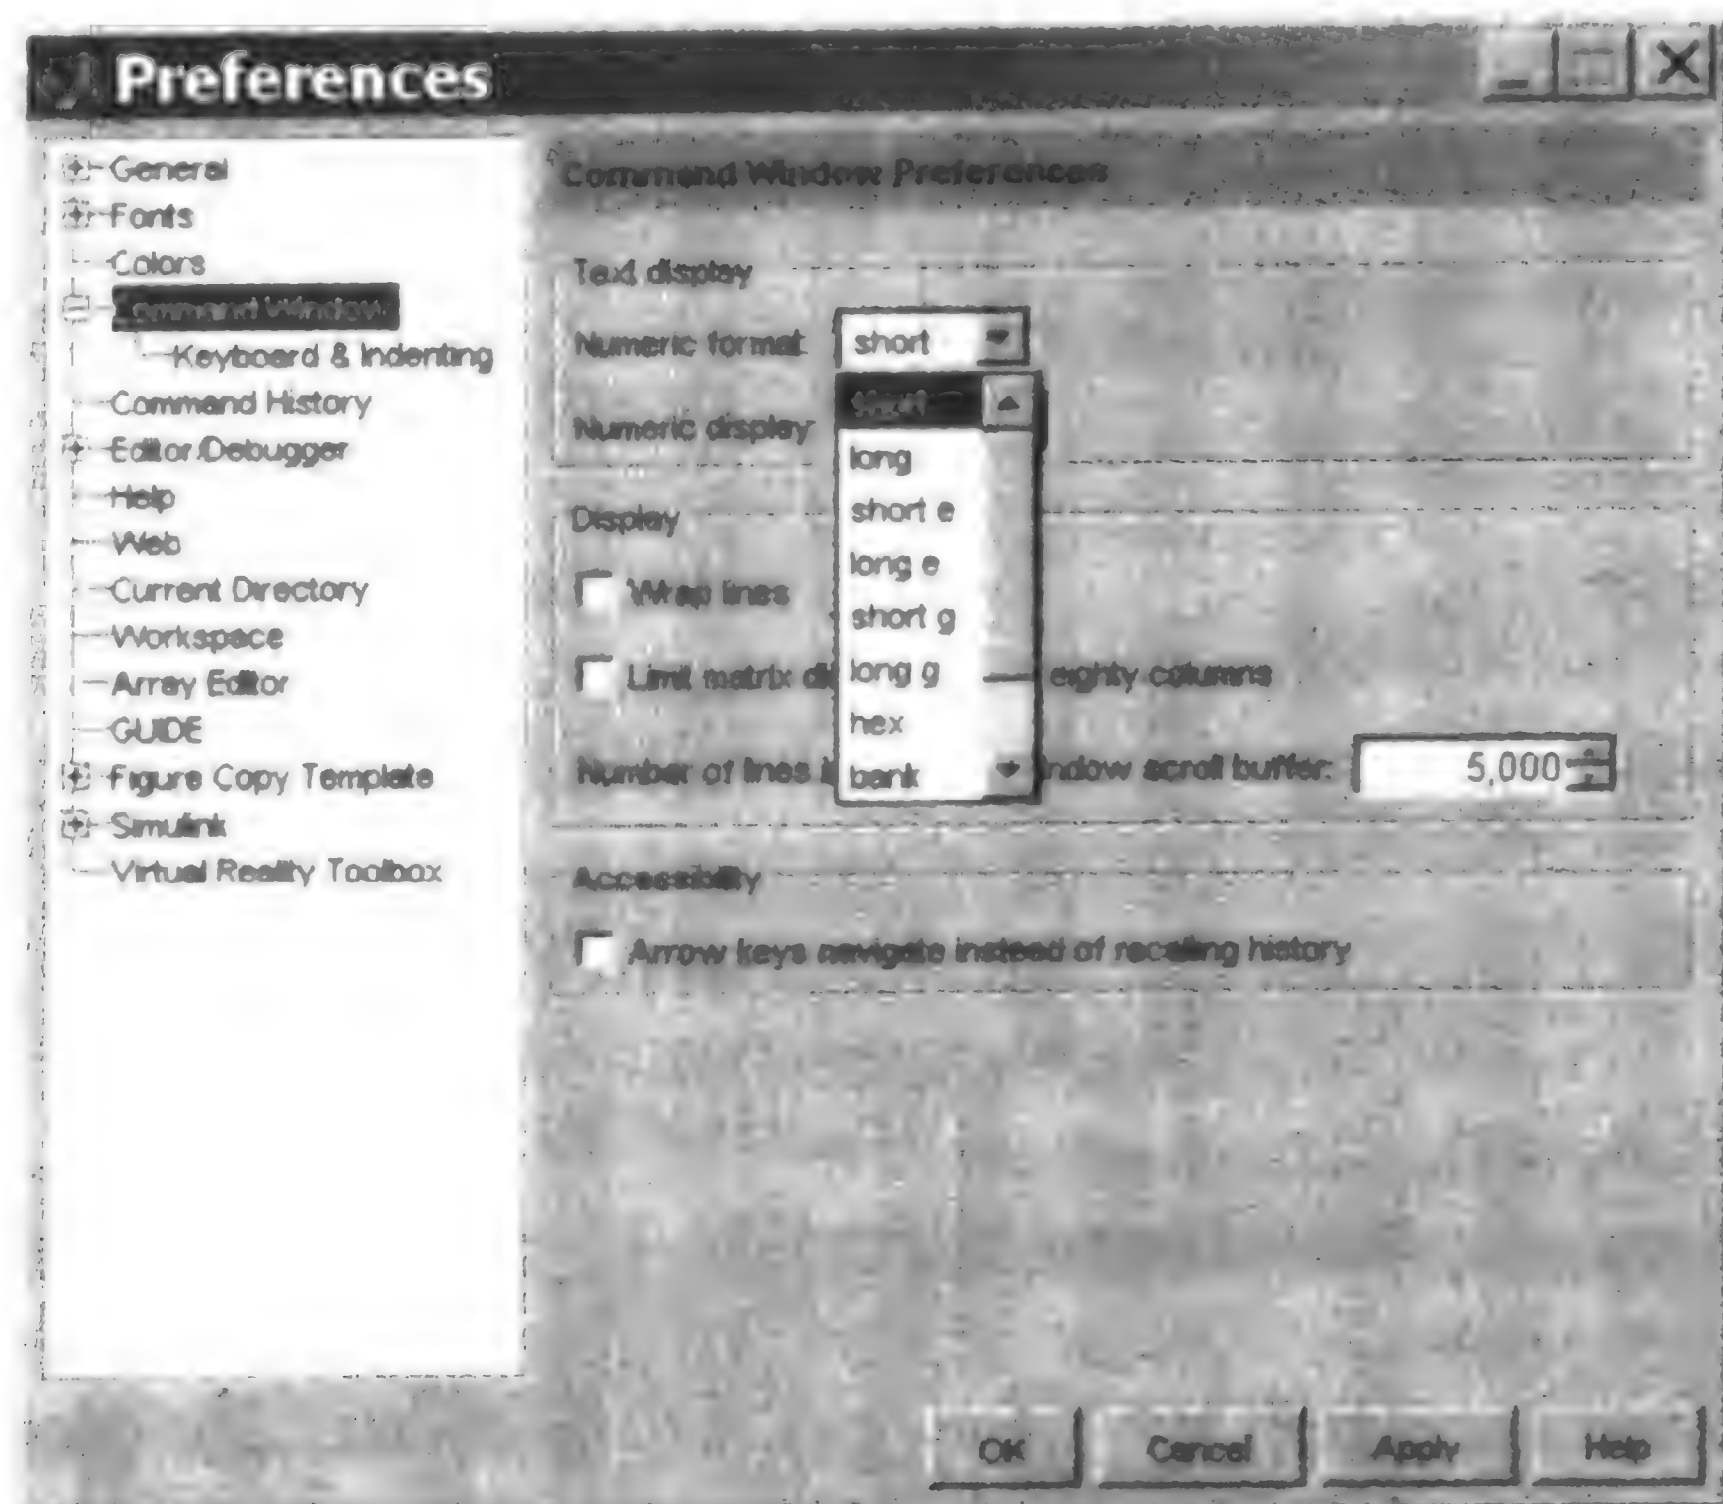 Preferences
General
Fonts
Colors
Command Window
Keyboard & Indenting
Command History
Editor/Debugger
Help
Web
Current Directory
Workspace
Array Editor
GUIDE
Figure Copy Template
Simulink
Virtual Reality Toolbox
Command Window Preferences
Text display
Numeric format: short
short
Numeric display
long
short e
Display
long e
Wrap lines
short g
Limit matrix di long g eighty columns
hex
Number of lines bank ndow scroll buffer: 5,000
Accessibility
Arrow keys navigate instead of recalling history
OK Cancel Apply Help